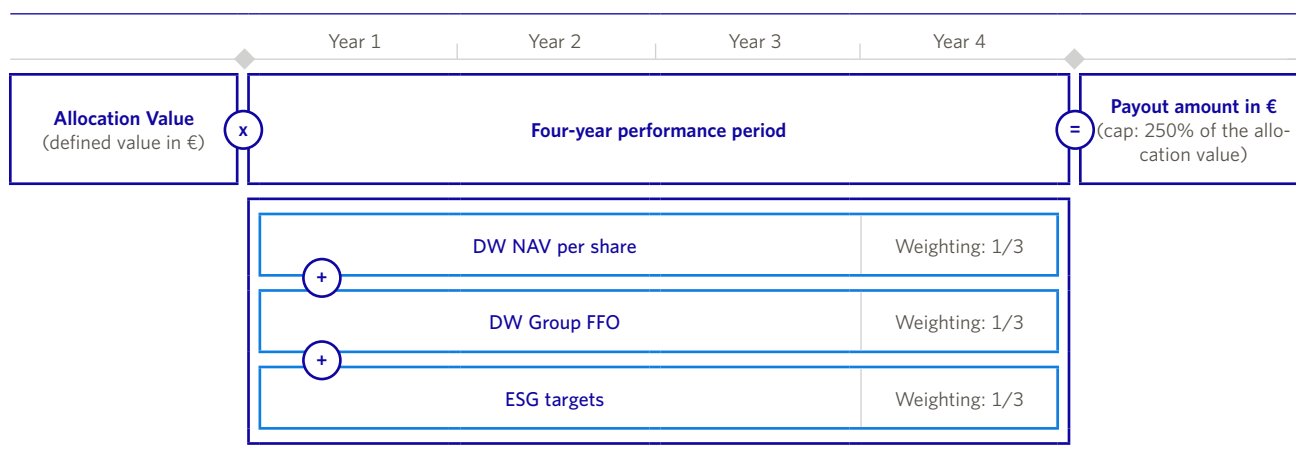 Year 1
Year 2
Year 3
Year 4
Allocation Value
(defined value in €)
x
Four-year performance period
=
Payout amount in €
(cap: 250% of the allo-
cation value)
DW NAV per share
Weighting: 1/3
+
DW Group FFO
Weighting: 1/3
+
ESG targets
Weighting: 1/3